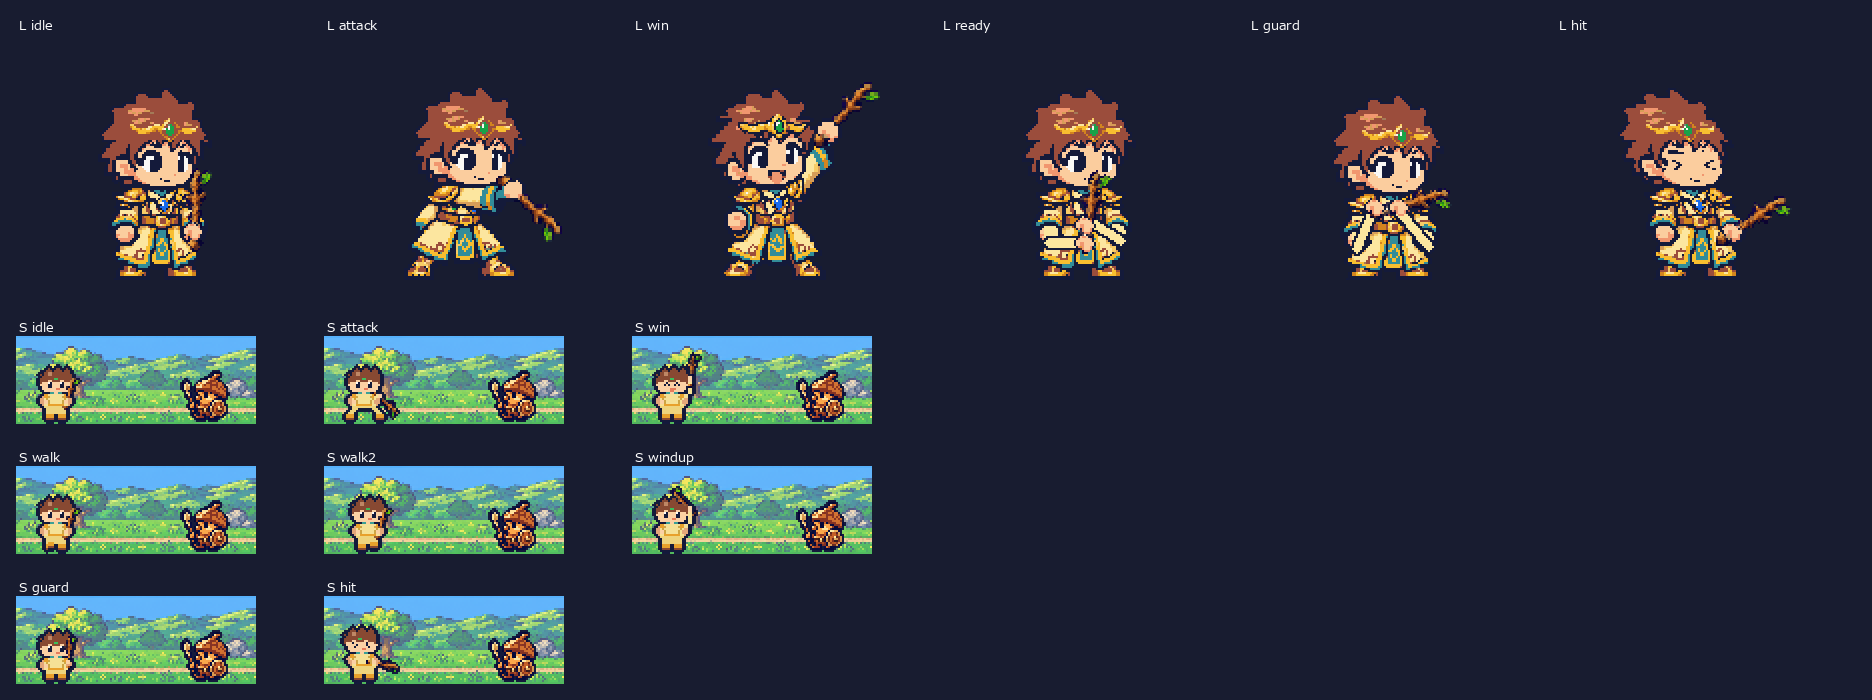 L idle
L attack
L win
L ready
L guard
L hit
S idle
S attack
S win
S walk
S walk2
S windup
S guard
S hit